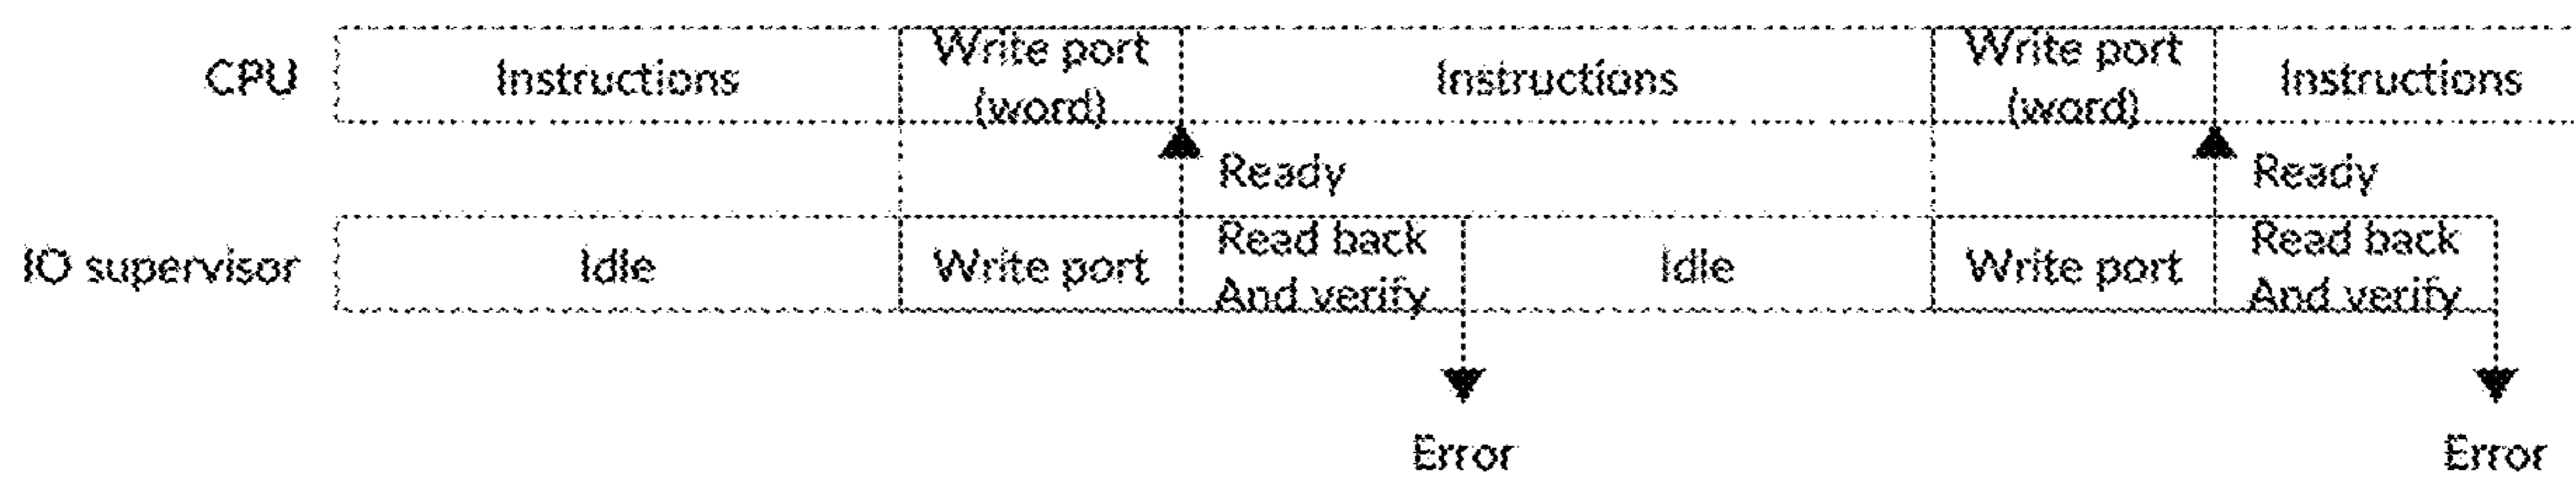 CPU
Instructions
Write port
(word)
Instructions
Write port
(word)
Instructions
Ready
Ready
IO supervisor
Idle
Write port
Read back
And verify
Idle
Write port
Read back
And verify
Error
Error